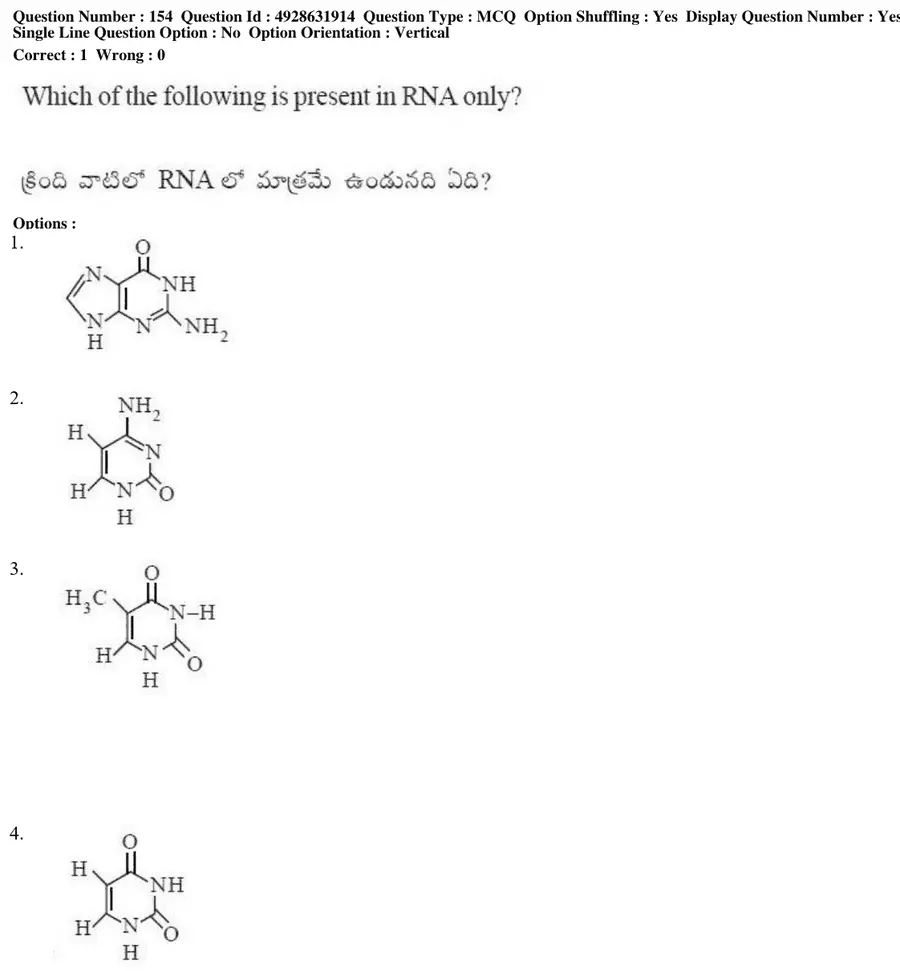 Question Number : 154 Question Id : 4928631914 Question Type : MCQ Option Shuffling : Yes Display Question Number : Yes
Single Line Question Option : No Option Orientation : Vertical
Correct : 1 Wrong : 0
Which of the following is present in RNA only?
క్రింది వాటిలో RNA లో మాత్రమే ఉండునది ఏది?
Options :
1.
O
N
NH
N
H
N
NH2
2.
NH2
H
N
H
N
O
H
3.
O
H3C
N–H
H
N
O
H
4.
O
H
NH
H
N
O
H